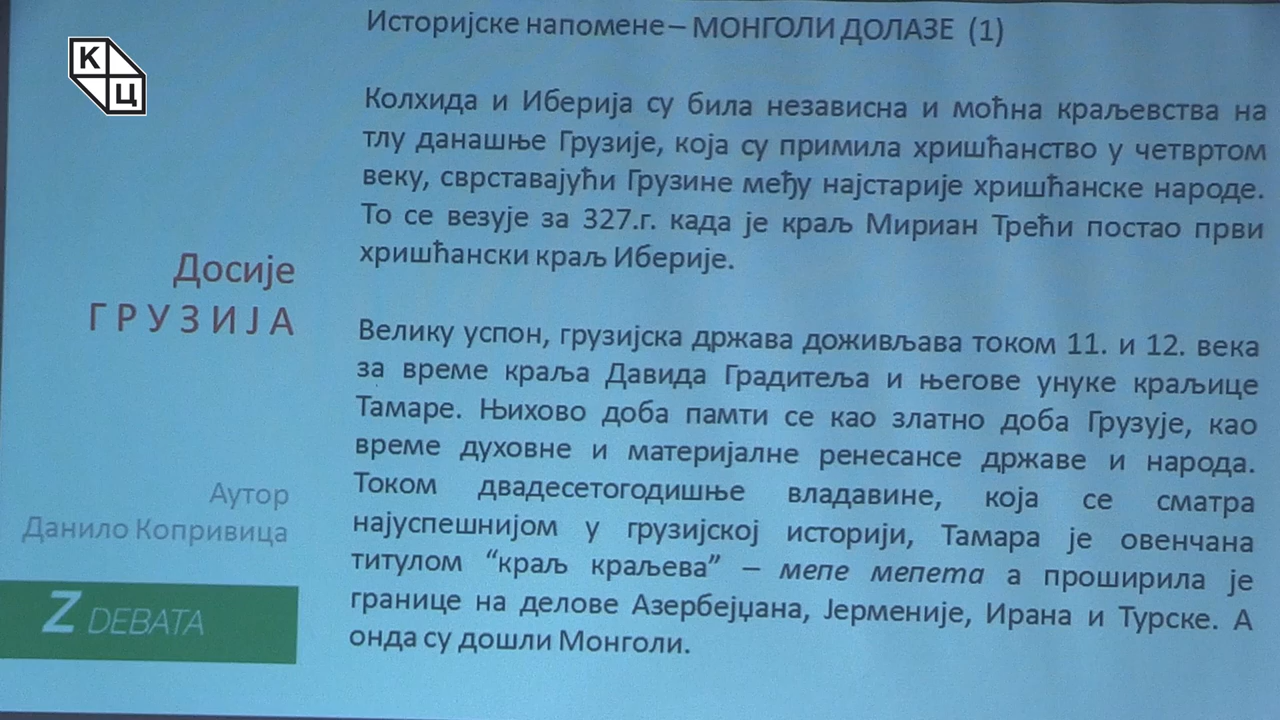 К
Ц
Историјске напомене – МОНГОЛИ ДОЛАЗЕ (1)
Колхида и Иберија су била независна и моћна краљевства на
тлу данашње Грузије, која су примила хришћанство у четвртом
веку, сврставајући Грузине међу најстарије хришћанске народе.
То се везује за 327.г. када је краљ Мириан Трећи постао први
хришћански краљ Иберије.
Велику успон, грузијска држава доживљава током 11. и 12. века
за време краља Давида Градитеља и његове унуке краљице
Тамаре. Њихово доба памти се као златно доба Грузује, као
време духовне и материјалне ренесансе државе и народа.
Током двадесетогодишње владавине, која се сматра
најуспешнијом у грузијској историји, Тамара је овенчана
титулом “краљ краљева” – мепе мепета а проширила је
границе на делове Азербејџана, Јерменије, Ирана и Турске. А
онда су дошли Монголи.
Досије
ГРУЗИЈА
Аутор
Данило Копривица
Z DEBATA